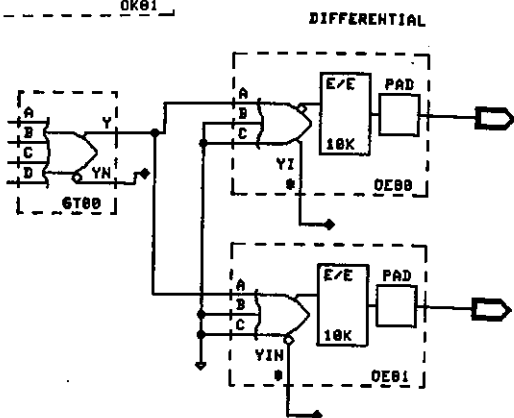 OK01
DIFFERENTIAL
A
B
C
D
Y
YN
GT00
A
B
C
E/E
10K
PAD
YI
*
OE00
A
B
C
E/E
10K
PAD
YIN
*
OE01